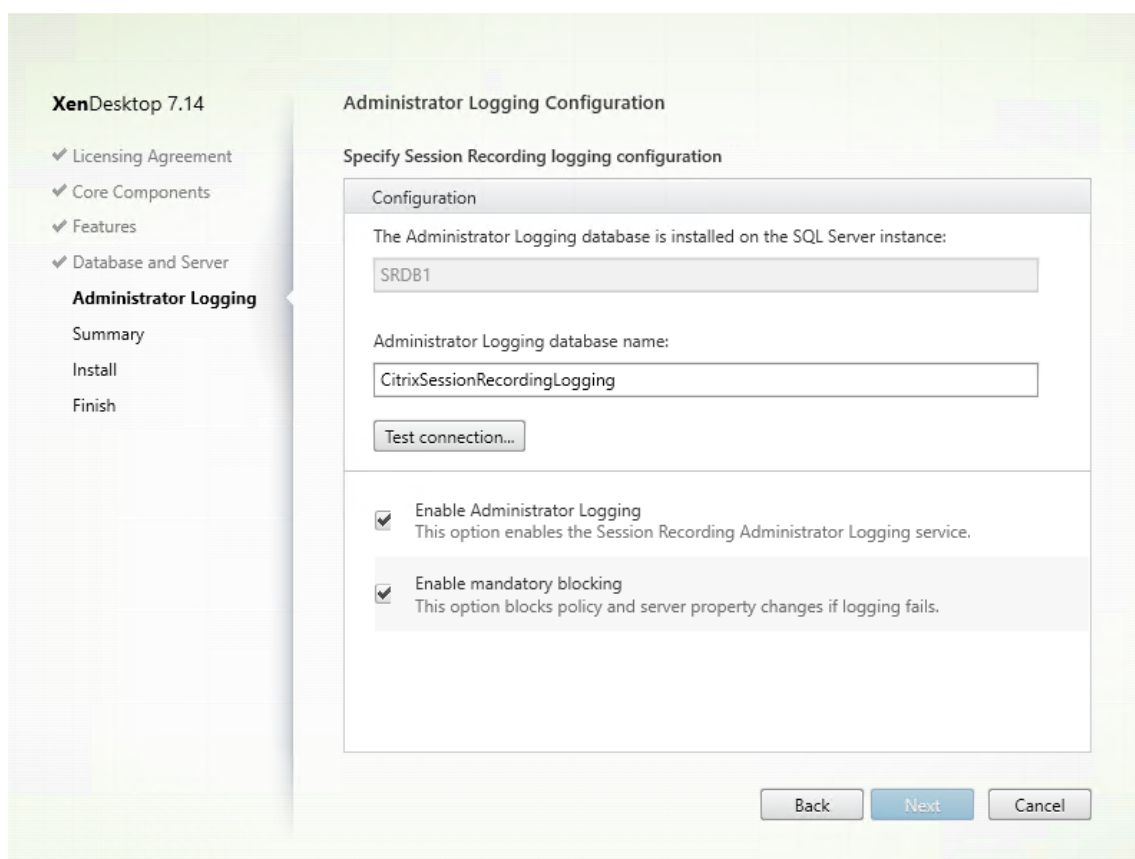 XenDesktop 7.14
Licensing Agreement
Core Components
Features
Database and Server
Administrator Logging
Summary
Install
Finish
Administrator Logging Configuration
Specify Session Recording logging configuration
Configuration
The Administrator Logging database is installed on the SQL Server instance:
SRDB1
Administrator Logging database name:
CitrixSessionRecordingLogging
Test connection...
Enable Administrator Logging
This option enables the Session Recording Administrator Logging service.
Enable mandatory blocking
This option blocks policy and server property changes if logging fails.
Back
Next
Cancel